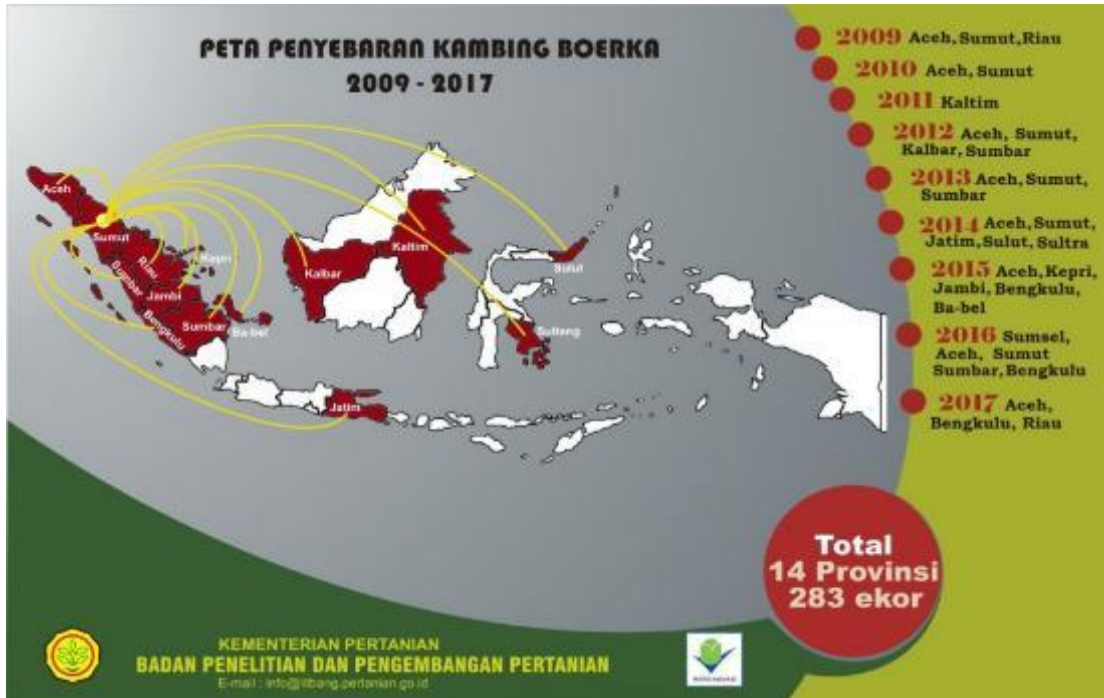 PETA PENYEBARAN KAMBING BOERKA
2009 - 2017
2009 Aceh, Sumut, Riau
2010 Aceh, Sumut
2011 Kaltim
2012 Aceh, Sumut,
Kalbar, Sumbar
2013 Aceh, Sumut,
Sumbar
2014 Aceh, Sumut,
Jatim, Sulut, Sultra
2015 Aceh, Kepri,
Jambi, Bengkulu,
Ba-bel
2016 Sumsel,
Aceh, Sumut
Sumbar, Bengkulu
2017 Aceh,
Bengkulu, Riau
Aceh
Sumut
Riau
Kepri
Sumbar
Jambi
Bengkulu
Sumbar
Ba-bel
Kalbar
Kaltim
Sulut
Sulteng
Jatim
Total
14 Provinsi
283 ekor
KEMENTERIAN PERTANIAN
BADAN PENELITIAN DAN PENGEMBANGAN PERTANIAN
E-mail : info@litbang.pertanian.go.id